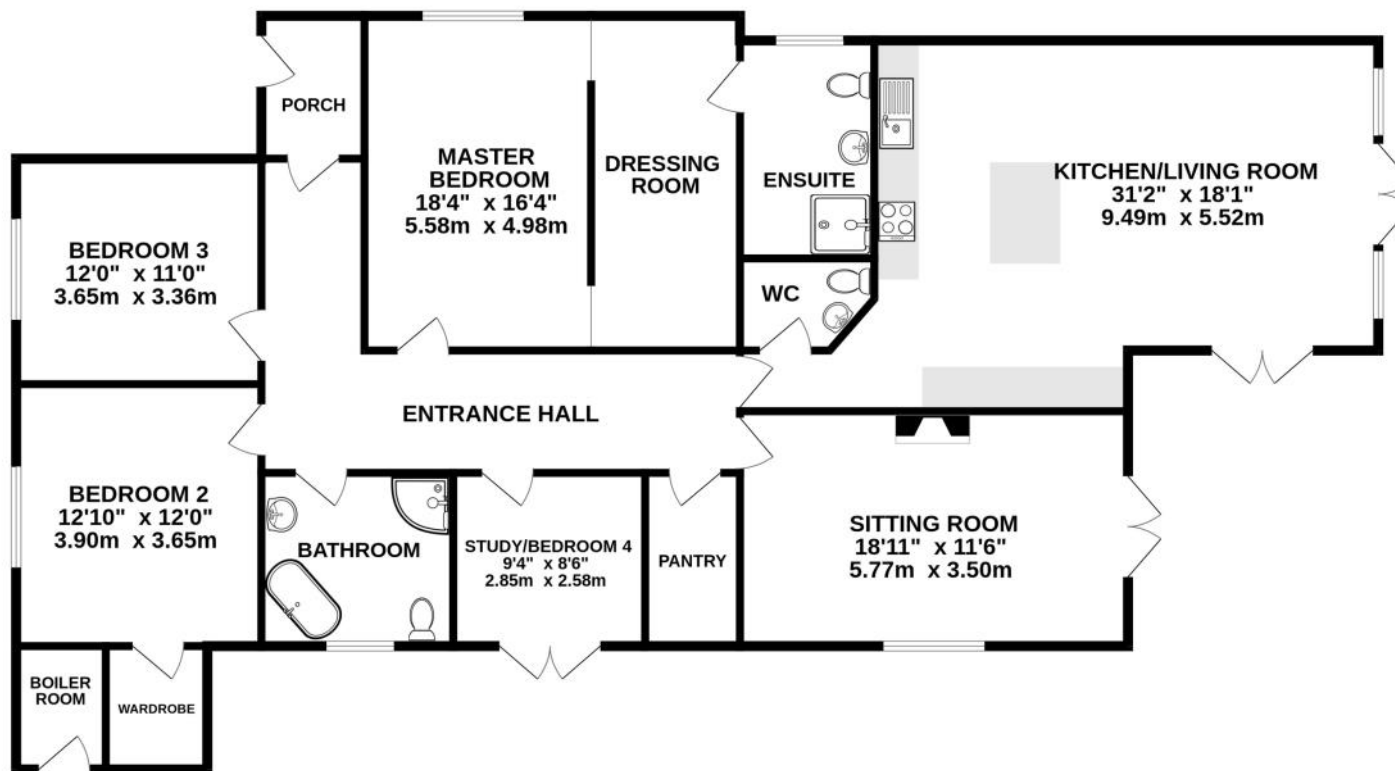 PORCH
MASTER
BEDROOM
18'4" x 16'4"
5.58m x 4.98m
DRESSING
ROOM
ENSUITE
KITCHEN/LIVING ROOM
31'2" x 18'1"
9.49m x 5.52m
BEDROOM 3
12'0" x 11'0"
3.65m x 3.36m
WC
ENTRANCE HALL
BEDROOM 2
12'10" x 12'0"
3.90m x 3.65m
BATHROOM
STUDY/BEDROOM 4
9'4" x 8'6"
2.85m x 2.58m
PANTRY
SITTING ROOM
18'11" x 11'6"
5.77m x 3.50m
BOILER
ROOM
WARDROBE